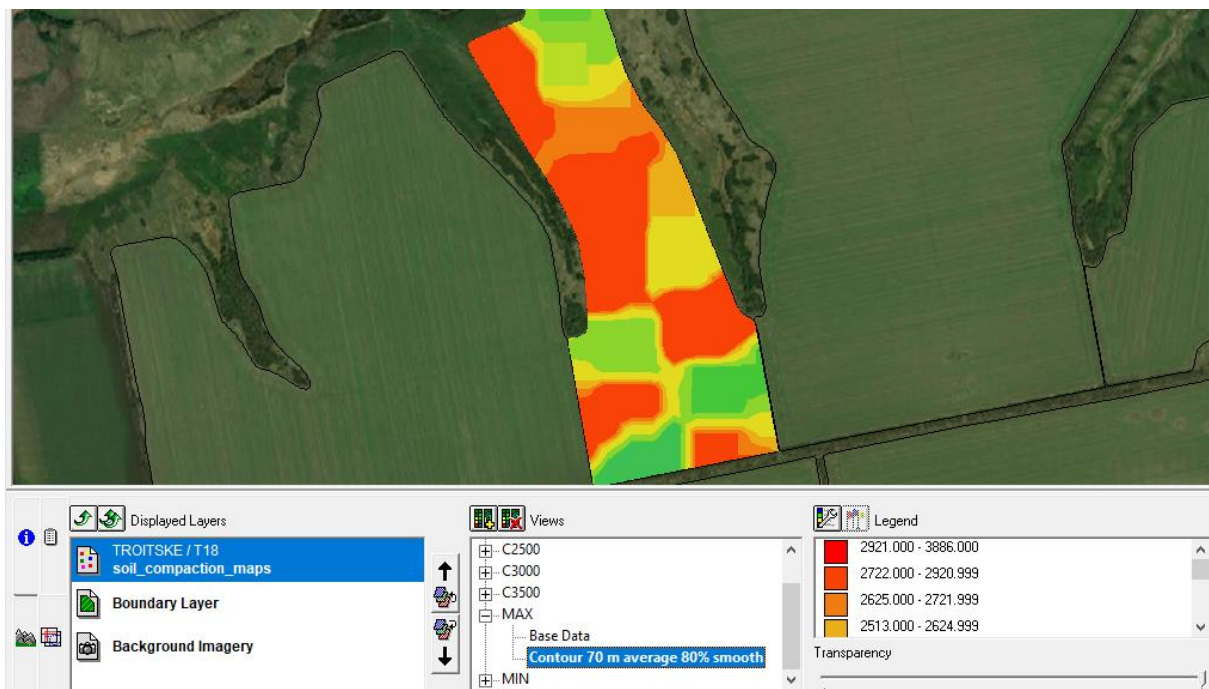 Displayed Layers
TROITSKE / T18
soil_compaction_maps
Boundary Layer
Background Imagery
Views
C2500
C3000
C3500
MAX
Base Data
Contour 70 m average 80% smooth
MIN
Legend
2921.000 - 3886.000
2722.000 - 2920.999
2625.000 - 2721.999
2513.000 - 2624.999
Transparency